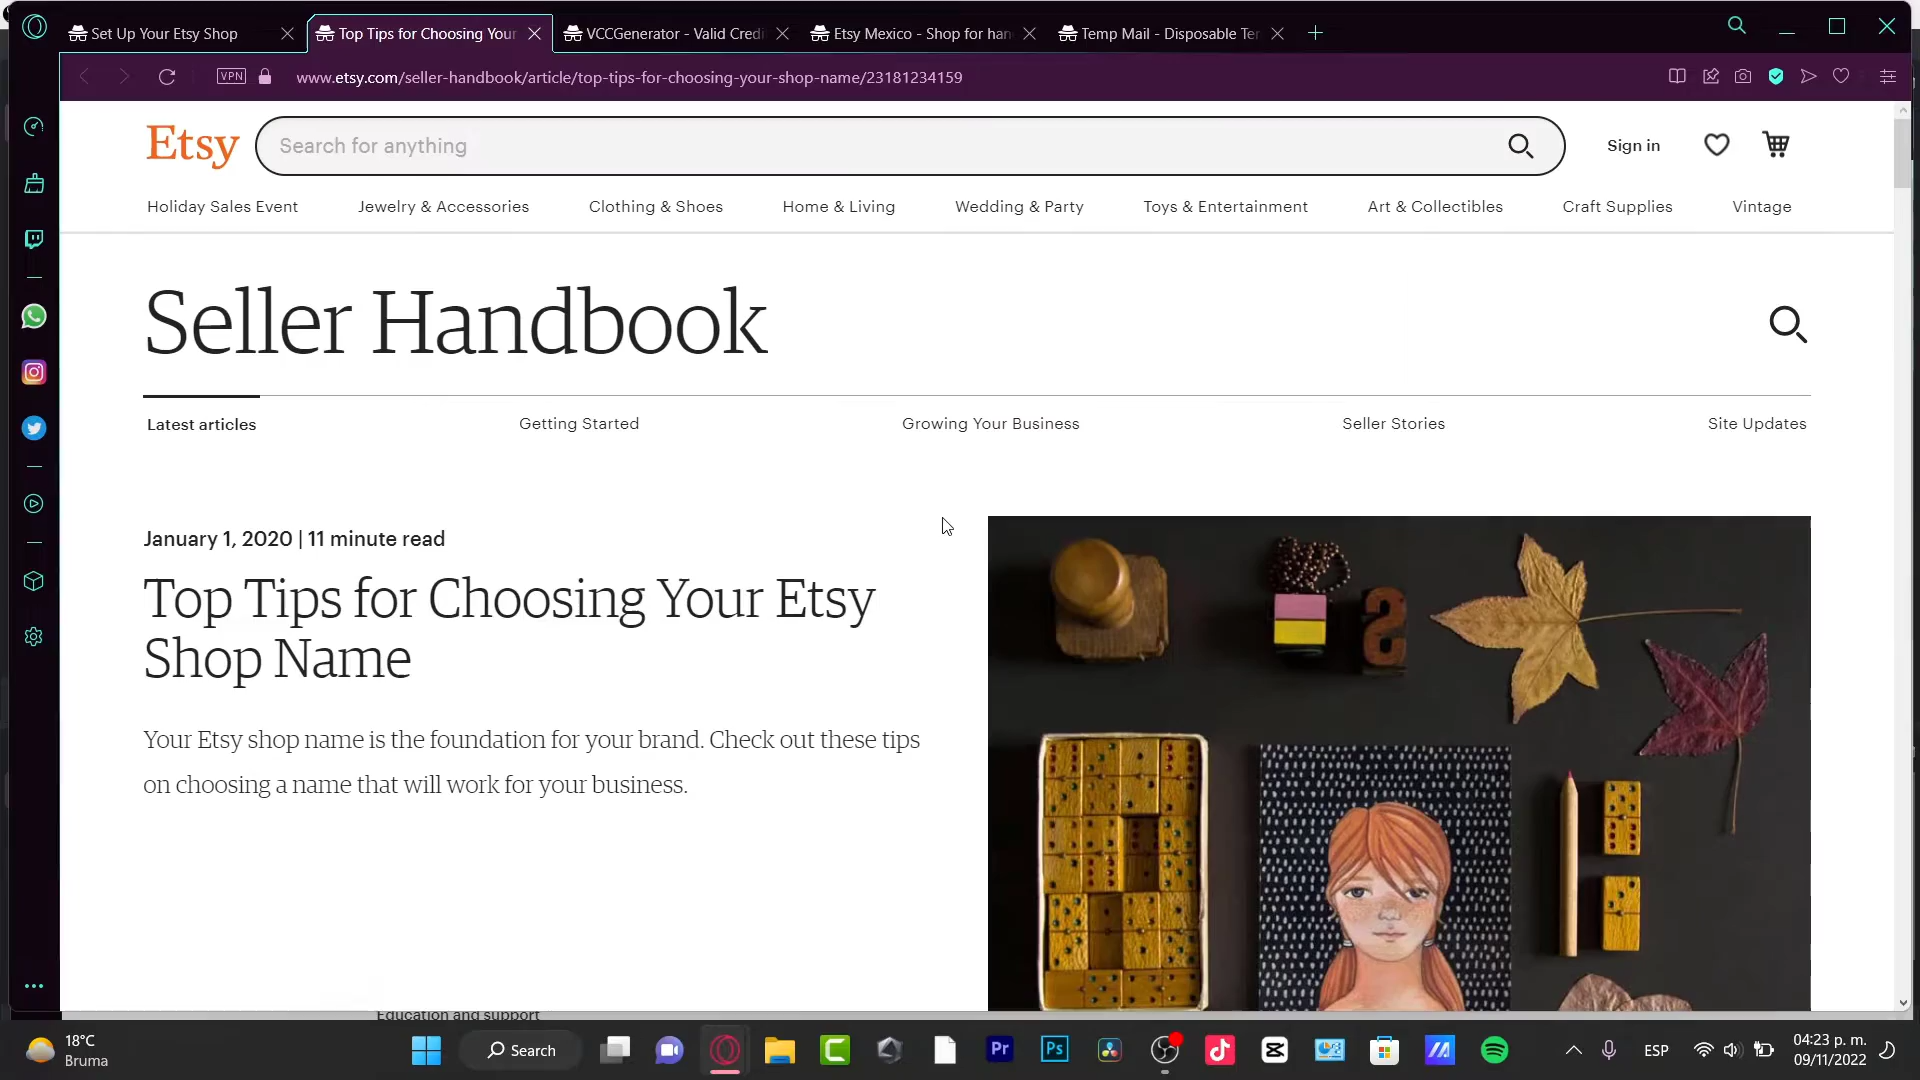 Set Up Your Etsy Shop
Top Tips for Choosing Your
VCCGenerator - Valid Credi
Etsy Mexico - Shop for han
Temp Mail - Disposable Ter
VPN
www.etsy.com/seller-handbook/article/top-tips-for-choosing-your-shop-name/23181234159
Etsy
Search for anything
Sign in
Holiday Sales Event
Jewelry & Accessories
Clothing & Shoes
Home & Living
Wedding & Party
Toys & Entertainment
Art & Collectibles
Craft Supplies
Vintage
Seller Handbook
Latest articles
Getting Started
Growing Your Business
Seller Stories
Site Updates
January 1, 2020 | 11 minute read
Top Tips for Choosing Your Etsy
Shop Name
Your Etsy shop name is the foundation for your brand. Check out these tips
on choosing a name that will work for your business.
Education and support
18°C
Bruma
Search
Pr
Ps
ESP
04:23 p. m.
09/11/2022